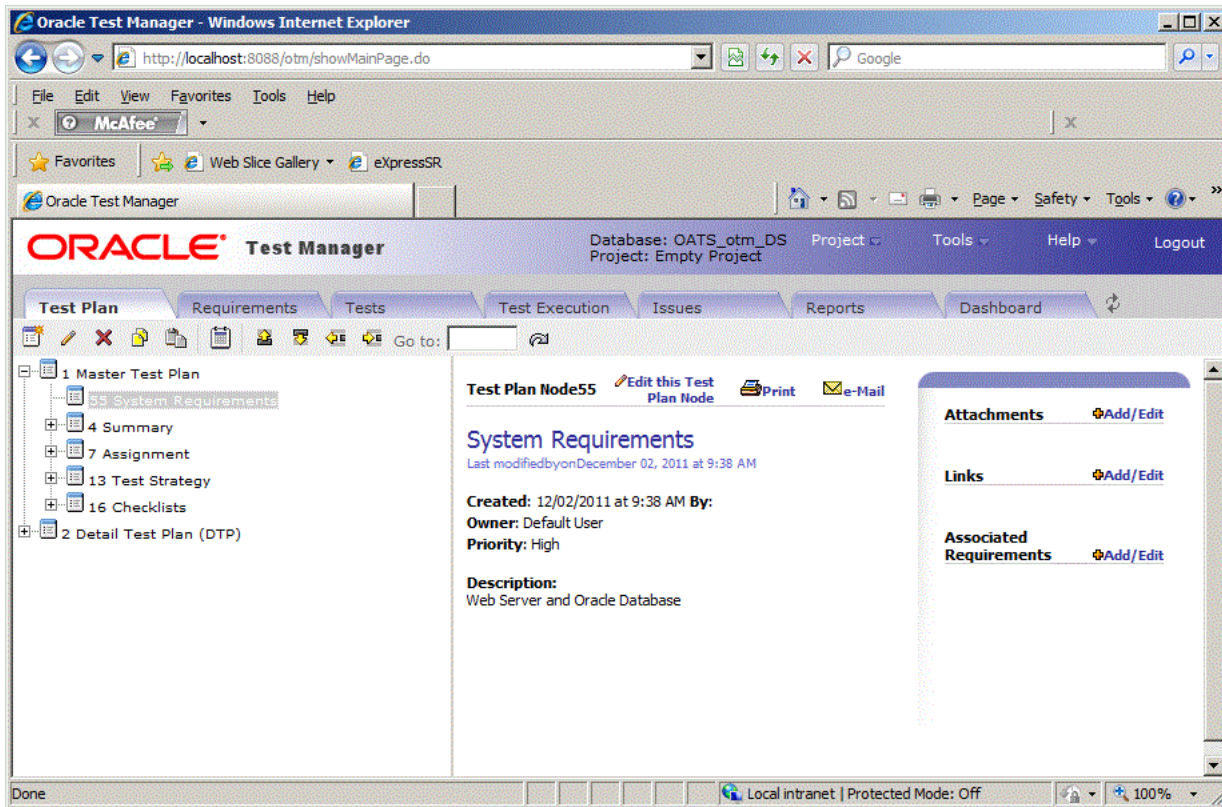 Oracle Test Manager - Windows Internet Explorer
http://localhost:8088/otm/showMainPage.do
Google
File Edit View Favorites Tools Help
McAfee
Favorites Web Slice Gallery eXpressSR
Oracle Test Manager
Page Safety Tools
ORACLE Test Manager
Database: OATS_otm_DS
Project: Empty Project
Project Tools Help Logout
Test Plan Requirements Tests Test Execution Issues Reports Dashboard
Go to:
1 Master Test Plan
55 System Requirements
4 Summary
7 Assignment
13 Test Strategy
16 Checklists
2 Detail Test Plan (DTP)
Test Plan Node55
Edit this Test
Plan Node
Print
e-Mail
System Requirements
Last modifiedbyonDecember 02, 2011 at 9:38 AM
Created: 12/02/2011 at 9:38 AM By:
Owner: Default User
Priority: High
Description:
Web Server and Oracle Database
Attachments Add/Edit
Links Add/Edit
Associated
Requirements Add/Edit
Done
Local intranet | Protected Mode: Off
100%